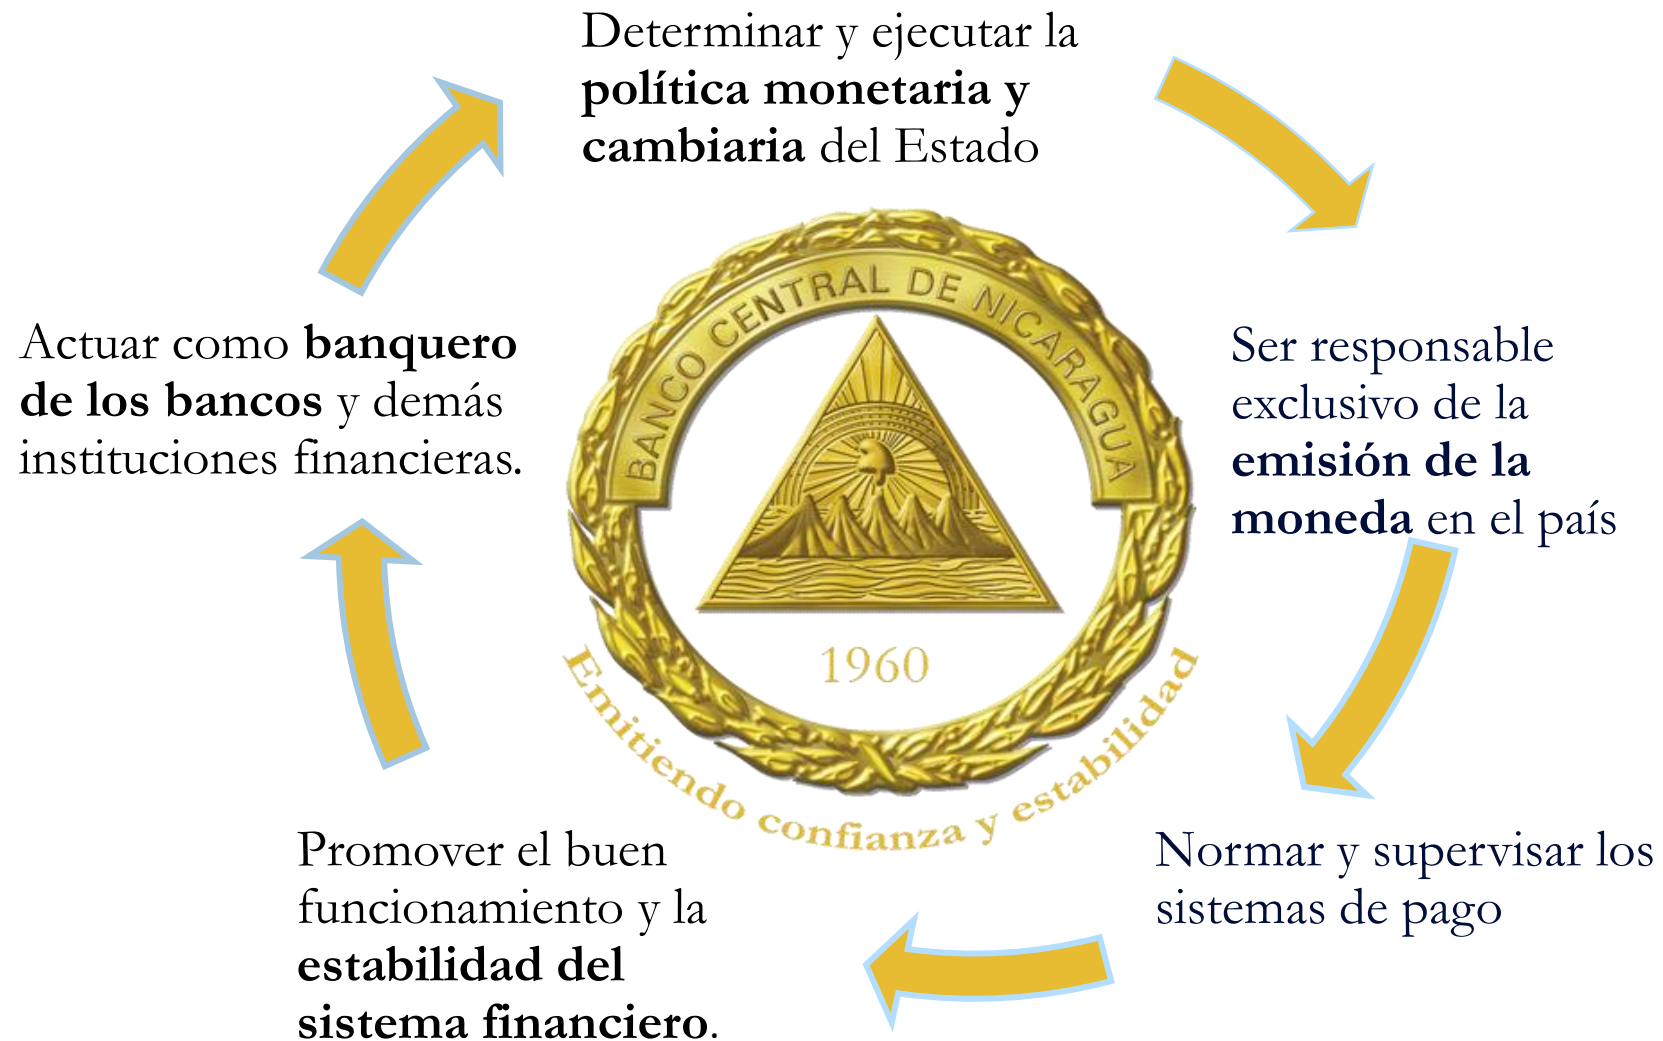 Determinar y ejecutar la
política monetaria y
cambiaria del Estado
Ser responsable
exclusivo de la
emisión de la
moneda en el país
Normar y supervisar los
sistemas de pago
Promover el buen
funcionamiento y la
estabilidad del
sistema financiero.
Actuar como banquero
de los bancos y demás
instituciones financieras.
BANCO CENTRAL DE NICARAGUA
1960
Emitiendo confianza y estabilidad